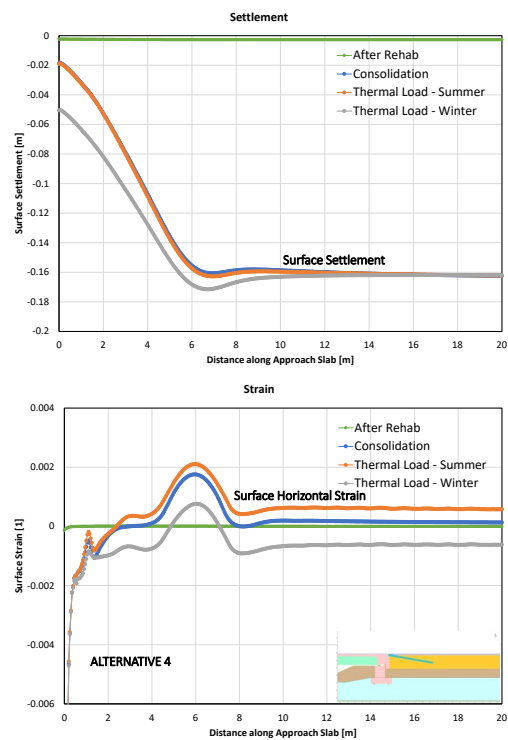 Settlement
0
-0.02
-0.04
-0.06
-0.08
-0.1
-0.12
-0.14
-0.16
-0.18
-0.2
Surface Settlement [m]
After Rehab
Consolidation
Thermal Load - Summer
Thermal Load - Winter
Surface Settlement
0 2 4 6 8 10 12 14 16 18 20
Distance along Approach Slab [m]
Strain
0.004
0.002
0
-0.002
-0.004
-0.006
Surface Strain [1]
After Rehab
Consolidation
Thermal Load - Summer
Thermal Load - Winter
Surface Horizontal Strain
ALTERNATIVE 4
0 2 4 6 8 10 12 14 16 18 20
Distance along Approach Slab [m]